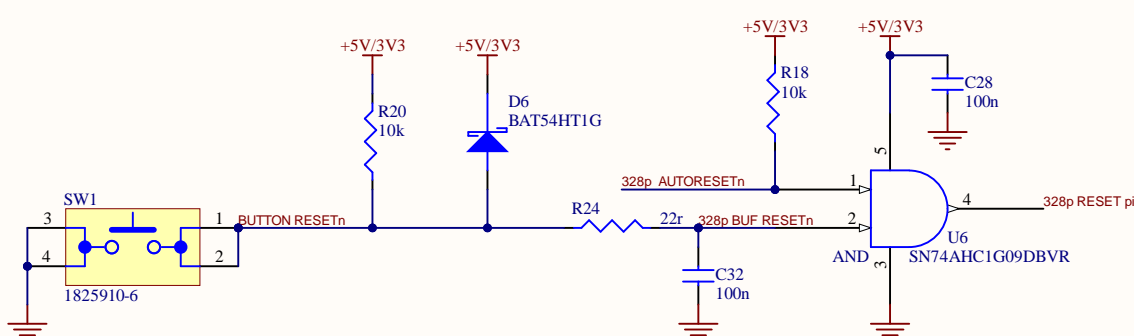 +5V/3V3
+5V/3V3
+5V/3V3
+5V/3V3
R20
10k
D6
BAT54HT1G
R18
10k
C28
100n
5
SW1
3
4
1
2
1825910-6
BUTTON RESETn
R24
22r
328p_AUTORESETn
328p BUF RESETn
1
2
4
328p RESET pi
3
U6
AND
SN74AHC1G09DBVR
C32
100n